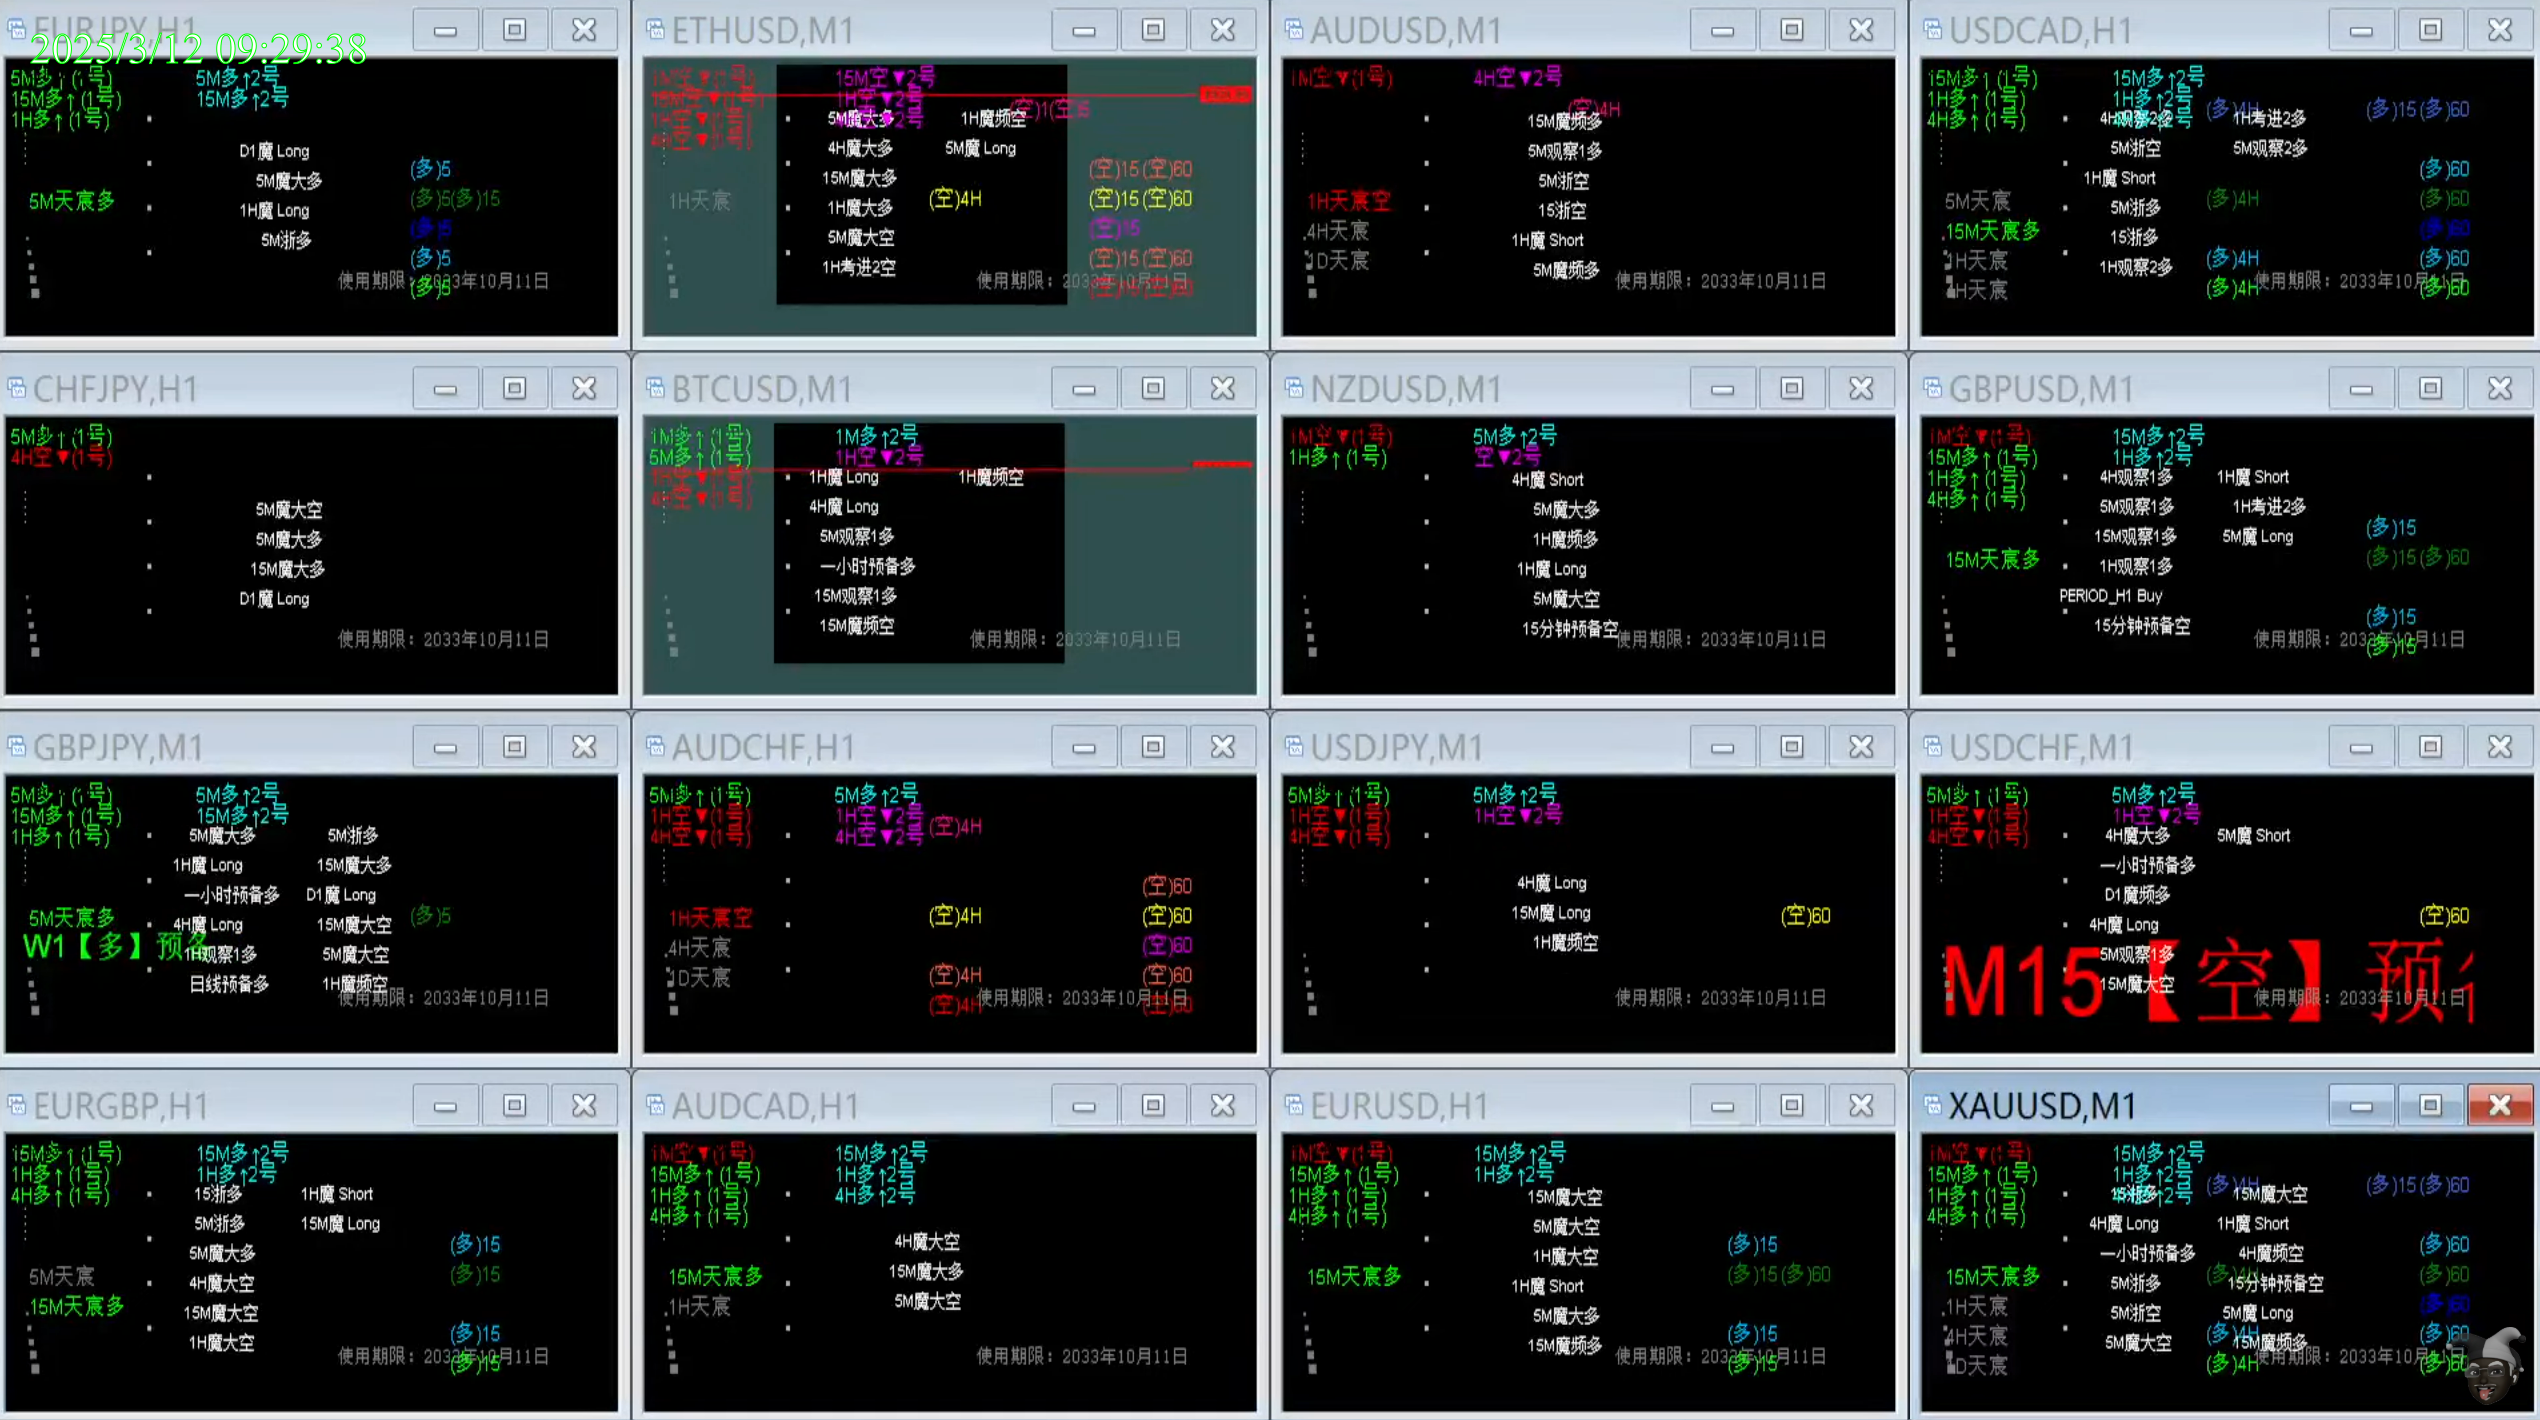 2025/3/12 09:29:38
EURJPY,H1
5M多↑(1号)
5M多↑2号
15M多↑(1号)
15M多↑2号
1H多↑(1号)
D1魔 Long
(多)5
5M魔大多
5M天宸多
(多)5(多)15
1H魔 Long
(多)5
5M浙多
(多)5
使用期限：2033年10月11日
(多)5
ETHUSD,M1
1M空▼(1号)
15M空▼2号
15M空▼(1号)
1H空▼2号
1H空▼(1号)
5M魔大多
1H魔频空
4H空▼(1号)
4H魔大多
5M魔 Long
(空)15(空)60
15M魔大多
1H天宸
(空)4H
(空)15(空)60
1H魔大多
(空)15
5M魔大空
(空)15(空)60
1H考进2空
使用期限：2033年10月11日
AUDUSD,M1
1M空▼(1号)
4H空▼2号
(空)4H
15M魔频多
5M观察1多
5M浙空
1H天宸空
15浙空
4H天宸
1H魔 Short
1D天宸
5M魔频多
使用期限：2033年10月11日
USDCAD,H1
15M多↑(1号)
15M多↑2号
1H多↑(1号)
1H多↑2号
(多)4H
(多)15(多)60
4H多↑(1号)
4H观察2多
1H考进2多
5M浙空
5M观察2多
(多)60
1H魔 Short
5M天宸
(多)4H
(多)60
5M浙多
15M天宸多
(多)60
15浙多
1H天宸
(多)4H
(多)60
1H观察2多
4H天宸
(多)4H
使用期限：2033年10月11日
(多)60
CHFJPY,H1
5M多↑(1号)
4H空▼(1号)
5M魔大空
5M魔大多
15M魔大多
D1魔 Long
使用期限：2033年10月11日
BTCUSD,M1
1M多↑(1号)
1M多↑2号
5M多↑(1号)
1H空▼2号
1H空▼(1号)
1H魔 Long
1H魔频空
4H空▼(1号)
4H魔 Long
5M观察1多
一小时预备多
15M观察1多
15M魔频空
使用期限：2033年10月11日
NZDUSD,M1
1M空▼(1号)
5M多↑2号
1H多↑(1号)
空▼2号
4H魔 Short
5M魔大多
1H魔频多
1H魔 Long
5M魔大空
15分钟预备空
使用期限：2033年10月11日
GBPUSD,M1
1M空▼(1号)
15M多↑2号
15M多↑(1号)
1H多↑2号
1H多↑(1号)
4H观察1多
1H魔 Short
4H多↑(1号)
5M观察1多
1H考进2多
(多)15
15M观察1多
5M魔 Long
15M天宸多
(多)15(多)60
1H观察1多
PERIOD_H1 Buy
(多)15
15分钟预备空
使用期限：2033年10月11日
(多)15
GBPJPY,M1
5M多↑(1号)
5M多↑2号
15M多↑(1号)
15M多↑2号
1H多↑(1号)
5M魔大多
5M浙多
1H魔 Long
15M魔大多
一小时预备多
D1魔 Long
5M天宸多
4H魔 Long
15M魔大空
(多)5
W1【多】预备
1H观察1多
5M魔大空
日线预备多
1H魔频空
使用期限：2033年10月11日
AUDCHF,H1
5M多↑(1号)
5M多↑2号
1H空▼(1号)
1H空▼2号
4H空▼(1号)
4H空▼2号
(空)4H
(空)60
1H天宸空
(空)4H
(空)60
4H天宸
(空)60
1D天宸
(空)4H
(空)60
(空)4H
使用期限：2033年10月11日
(空)60
USDJPY,M1
5M多↑(1号)
5M多↑2号
1H空▼(1号)
1H空▼2号
4H空▼(1号)
4H魔 Long
15M魔 Long
(空)60
1H魔频空
使用期限：2033年10月11日
USDCHF,M1
5M多↑(1号)
5M多↑2号
1H空▼(1号)
1H空▼2号
4H空▼(1号)
4H魔大多
5M魔 Short
一小时预备多
D1魔频多
4H魔 Long
(空)60
5M观察1多
M15【空】预
15M魔大空
使用期限：2033年10月11日
EURGBP,H1
15M多↑(1号)
15M多↑2号
1H多↑(1号)
1H多↑2号
4H多↑(1号)
15浙多
1H魔 Short
5M浙多
15M魔 Long
(多)15
5M魔大多
5M天宸
(多)15
4H魔大空
15M天宸多
15M魔大空
(多)15
1H魔大空
使用期限：2033年10月11日
(多)15
AUDCAD,H1
1M空▼(1号)
15M多↑2号
15M多↑(1号)
1H多↑2号
1H多↑(1号)
4H多↑2号
4H多↑(1号)
4H魔大空
15M天宸多
15M魔大多
1H天宸
5M魔大空
使用期限：2033年10月11日
EURUSD,H1
1M空▼(1号)
15M多↑2号
15M多↑(1号)
1H多↑2号
1H多↑(1号)
15M魔大空
4H多↑(1号)
5M魔大空
(多)15
1H魔大空
15M天宸多
(多)15(多)60
1H魔 Short
5M魔大多
(多)15
15M魔频多
使用期限：2033年10月11日
(多)15
XAUUSD,M1
1M空▼(1号)
15M多↑2号
15M多↑(1号)
1H多↑2号
(多)4H
(多)15(多)60
1H多↑(1号)
15浙多
15M魔大空
4H多↑(1号)
4H魔 Long
1H魔 Short
(多)60
一小时预备多
4H魔频空
15M天宸多
(多)60
5M浙多
15分钟预备空
1H天宸
(多)60
5M浙空
5M魔 Long
4H天宸
(多)4H
(多)60
5M魔大空
15M魔频多
1D天宸
(多)4H
使用期限：2033年10月11日
(多)60